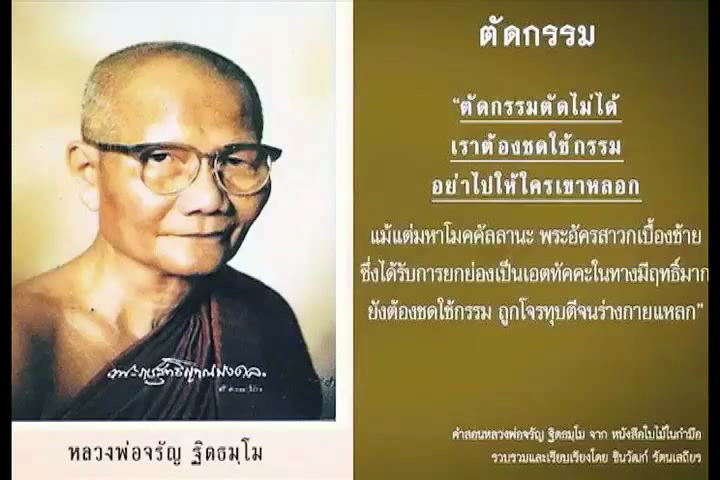 หลวงพ่อจรัญ ฐิตธมฺโม
ตัดกรรม
"ตัดกรรมตัดไม่ได้
เราต้องชดใช้กรรม
อย่าไปให้ใครเขาหลอก
แม้แต่มหาโมคคัลลานะ พระอัครสาวกเบื้องซ้าย
ซึ่งได้รับการยกย่องเป็นเอตทัคคะในทางมีฤทธิ์มาก
ยังต้องชดใช้กรรม ถูกโจรทุบตีจนร่างกายแหลก"
คำสอนหลวงพ่อจรัญ ฐิตธมฺโม จาก หนังสือใบไม้ในกำมือ
รวบรวมและเรียบเรียงโดย ชินวัฒก์ รัตนเสถียร